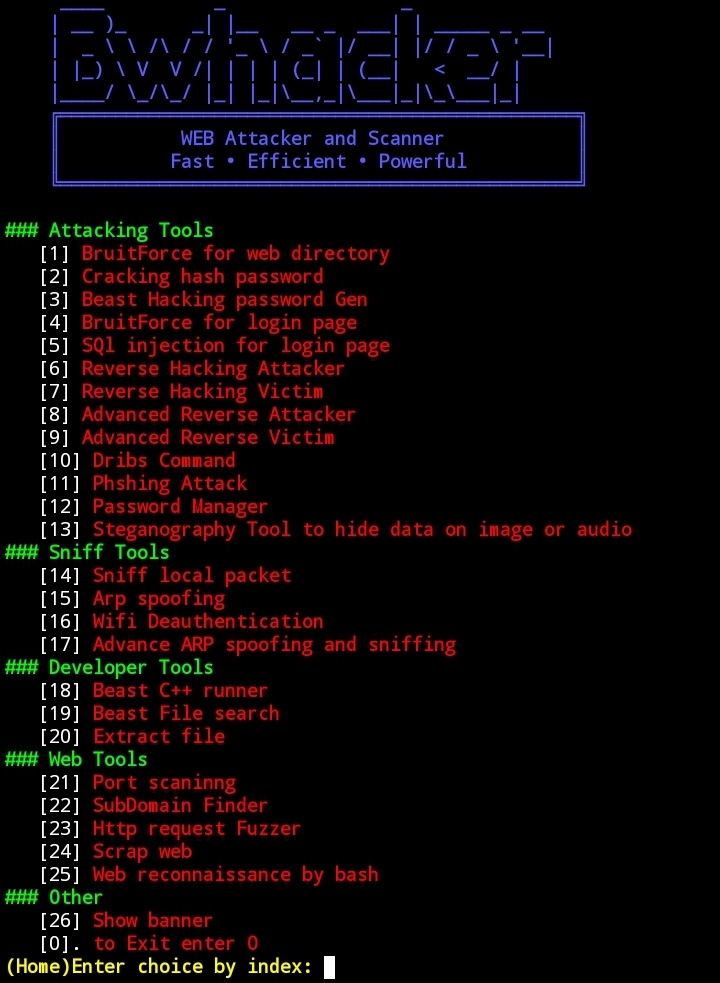 Bwhacker
WEB Attacker and Scanner
Fast • Efficient • Powerful
### Attacking Tools
[1] BruitForce for web directory
[2] Cracking hash password
[3] Beast Hacking password Gen
[4] BruitForce for login page
[5] SQl injection for login page
[6] Reverse Hacking Attacker
[7] Reverse Hacking Victim
[8] Advanced Reverse Attacker
[9] Advanced Reverse Victim
[10] Dribs Command
[11] Phshing Attack
[12] Password Manager
[13] Steganography Tool to hide data on image or audio
### Sniff Tools
[14] Sniff local packet
[15] Arp spoofing
[16] Wifi Deauthentication
[17] Advance ARP spoofing and sniffing
### Developer Tools
[18] Beast C++ runner
[19] Beast File search
[20] Extract file
### Web Tools
[21] Port scaninng
[22] SubDomain Finder
[23] Http request Fuzzer
[24] Scrap web
[25] Web reconnaissance by bash
### Other
[26] Show banner
[0]. to Exit enter 0
(Home)Enter choice by index: